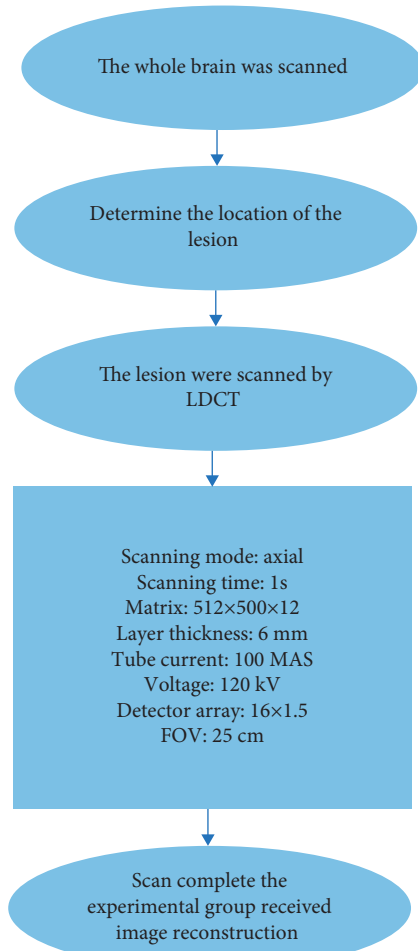 The whole brain was scanned
Determine the location of the
lesion
The lesion were scanned by
LDCT
Scanning mode: axial
Scanning time: 1s
Matrix: 512×500×12
Layer thickness: 6 mm
Tube current: 100 MAS
Voltage: 120 kV
Detector array: 16×1.5
FOV: 25 cm
Scan complete the
experimental group received
image reconstruction